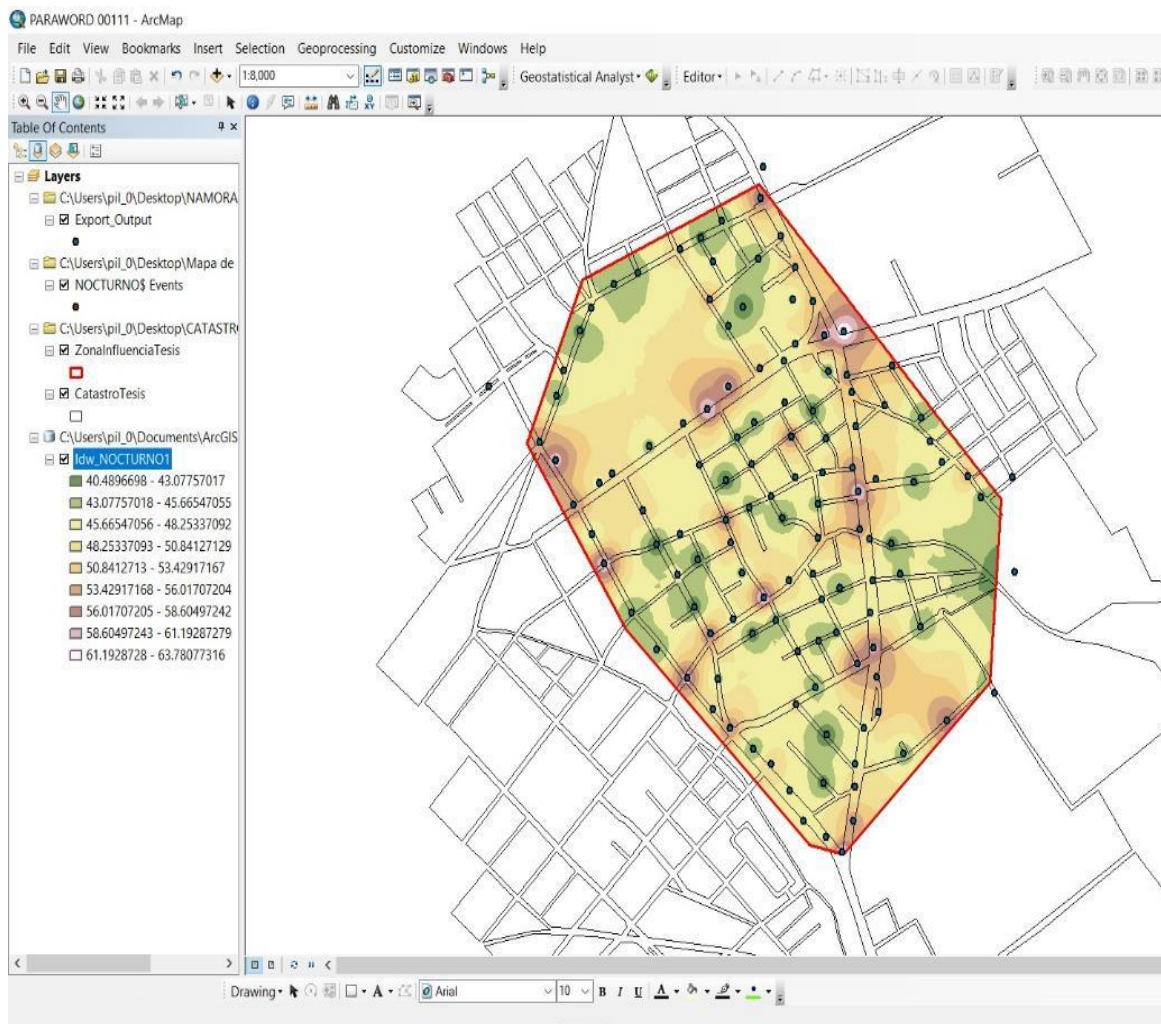 PARAWORD 00111 - ArcMap
File Edit View Bookmarks Insert Selection Geoprocessing Customize Windows Help
1:8,000 Geostatistical Analyst Editor
Table Of Contents
Layers
C:\Users\pil_0\Desktop\NAMORA
Export_Output
C:\Users\pil_0\Desktop\Mapa de
NOCTURNO$ Events
C:\Users\pil_0\Desktop\CATASTR
ZonaInfluenciaTesis
CatastroTesis
C:\Users\pil_0\Documents\ArcGIS
Idw_NOCTURNO1
40.4896698 - 43.07757017
43.07757018 - 45.66547055
45.66547056 - 48.25337092
48.25337093 - 50.84127129
50.8412713 - 53.42917167
53.42917168 - 56.01707204
56.01707205 - 58.60497242
58.60497243 - 61.19287279
61.1928728 - 63.78077316
Drawing A Arial 10 B I U A